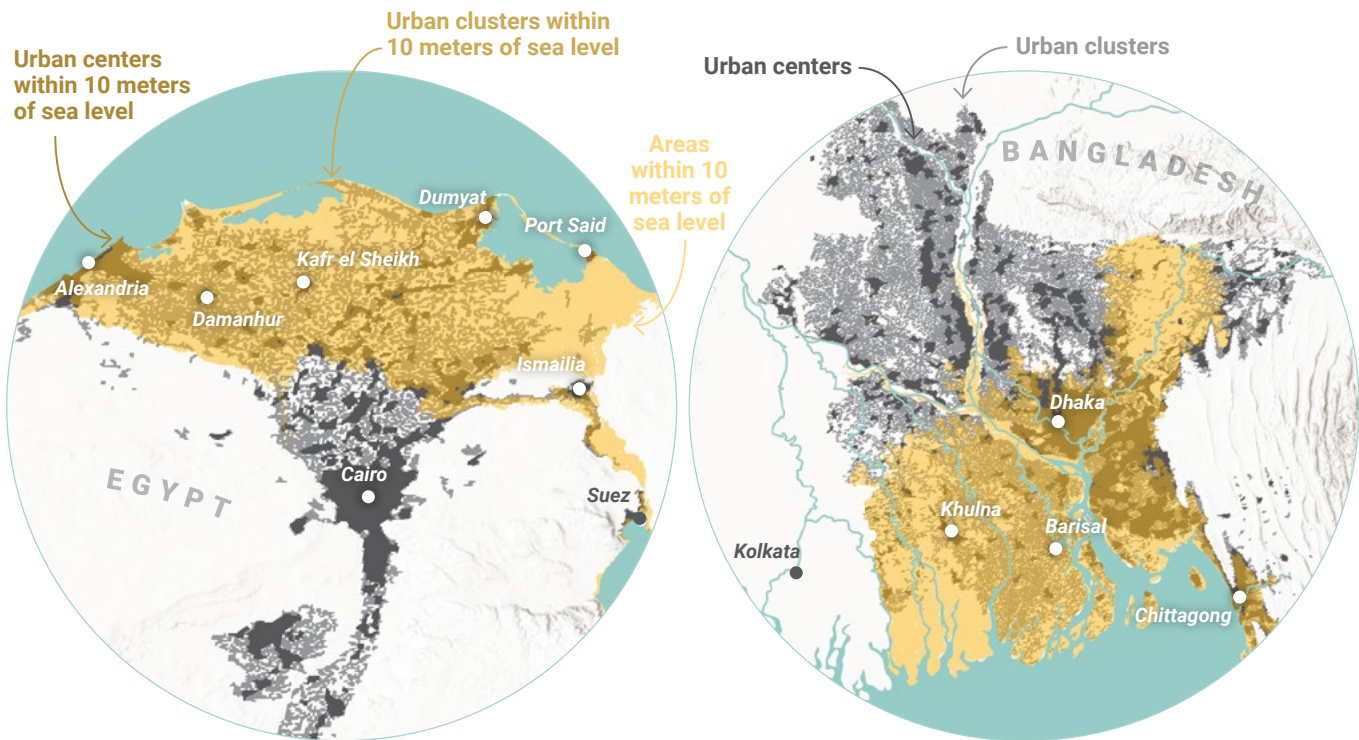 Urban clusters within
10 meters of sea level
Urban centers
within 10 meters
of sea level
Areas
within 10
meters of
sea level
Dumyat
Port Said
Alexandria
Kafr el Sheikh
Damanhur
Ismailia
Cairo
EGYPT
Suez
Urban clusters
Urban centers
BANGLADESH
Dhaka
Khulna
Barisal
Kolkata
Chittagong